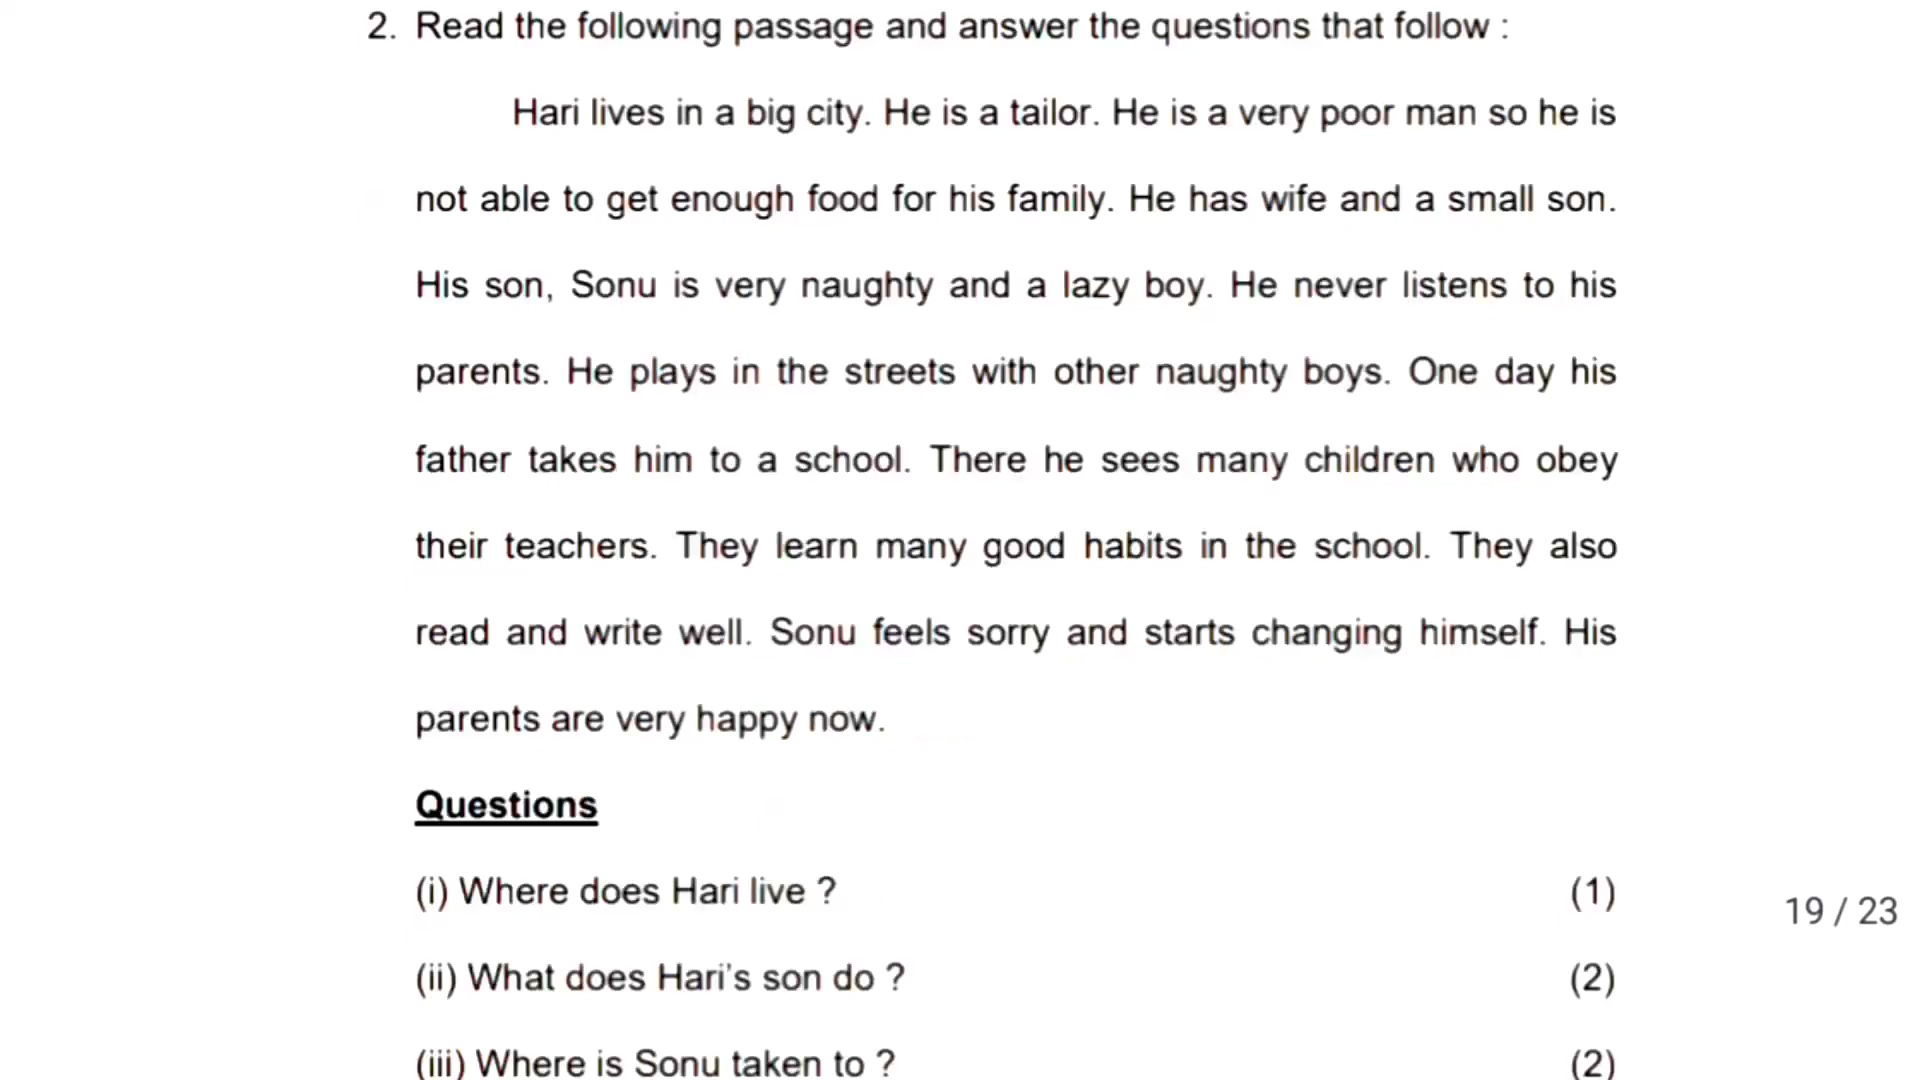 2. Read the following passage and answer the questions that follow :
Hari lives in a big city. He is a tailor. He is a very poor man so he is
not able to get enough food for his family. He has wife and a small son.
His son, Sonu is very naughty and a lazy boy. He never listens to his
parents. He plays in the streets with other naughty boys. One day his
father takes him to a school. There he sees many children who obey
their teachers. They learn many good habits in the school. They also
read and write well. Sonu feels sorry and starts changing himself. His
parents are very happy now.
Questions
(i) Where does Hari live ? (1)
19 / 23
(ii) What does Hari's son do ? (2)
(iii) Where is Sonu taken to ? (2)